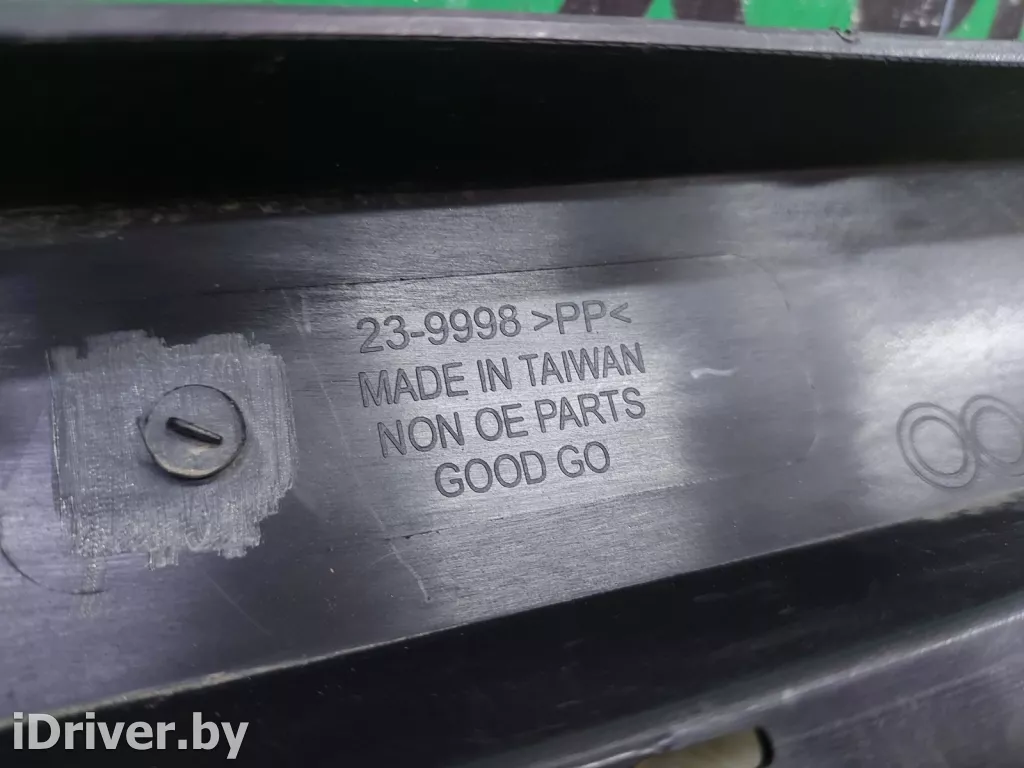 23-9998 >PP<
MADE IN TAIWAN
NON OE PARTS
GOOD GO
iDriver.by